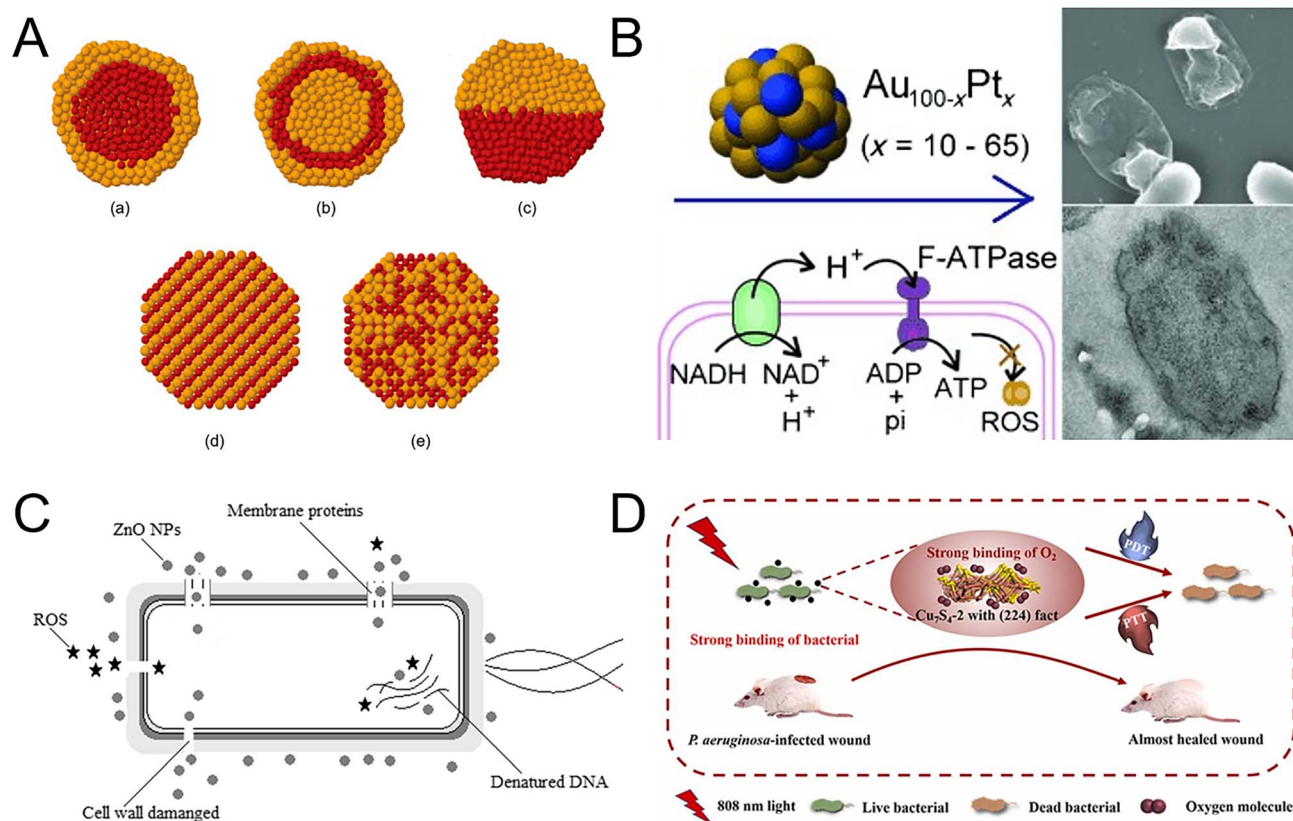 A
(a)
(b)
(c)
(d)
(e)
B
Au100-xPtx
(x = 10 - 65)
H+
F-ATPase
NADH
NAD+
+
H+
ADP
+
pi
ATP
ROS
C
ZnO NPs
Membrane proteins
ROS
Denatured DNA
Cell wall damaged
D
Strong binding of O2
Cu7S4-2 with (224) fact
PDT
PTT
Strong binding of bacterial
P. aeruginosa-infected wound
Almost healed wound
808 nm light
Live bacterial
Dead bacterial
Oxygen molecule